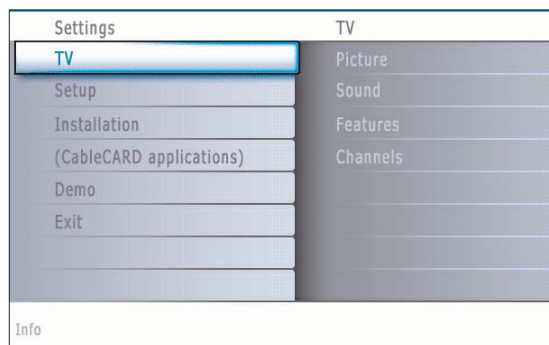 Settings
TV
Setup
Installation
(CableCARD applications)
Demo
Exit
TV
Picture
Sound
Features
Channels
Info